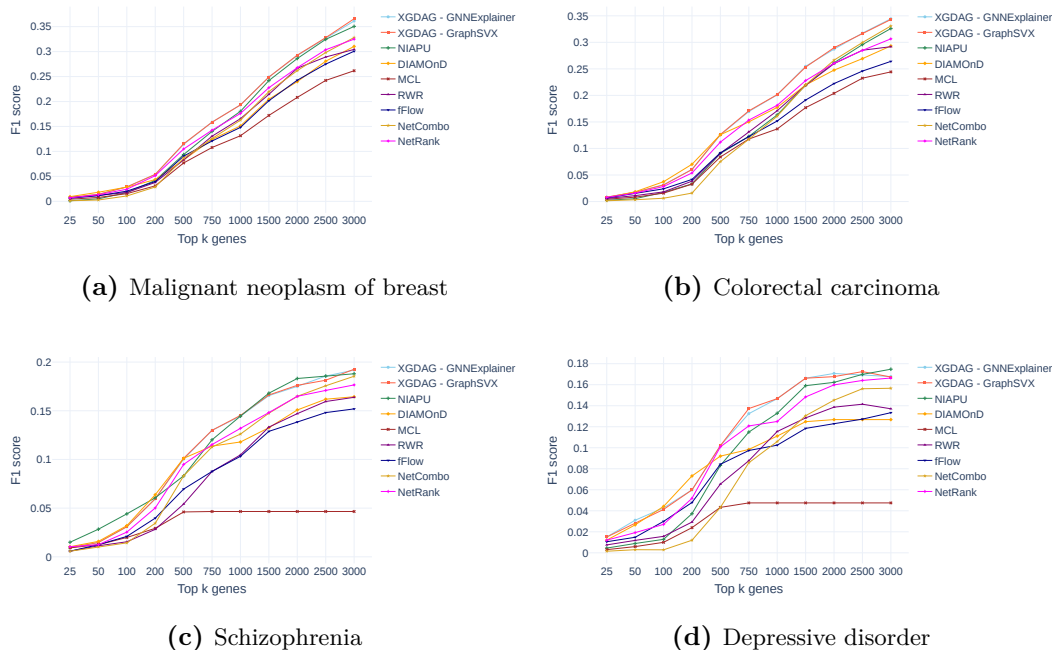 0.35
0.3
0.25
0.2
0.15
0.1
0.05
0
F1 score
25 50 100 200 500 750 1000 1500 2000 2500 3000
Top k genes
XGDAG - GNNExplainer
XGDAG - GraphSVX
NIAPU
DIAMOnD
MCL
RWR
fFlow
NetCombo
NetRank
(a) Malignant neoplasm of breast
0.35
0.3
0.25
0.2
0.15
0.1
0.05
0
F1 score
25 50 100 200 500 750 1000 1500 2000 2500 3000
Top k genes
XGDAG - GNNExplainer
XGDAG - GraphSVX
NIAPU
DIAMOnD
MCL
RWR
fFlow
NetCombo
NetRank
(b) Colorectal carcinoma
0.2
0.15
0.1
0.05
0
F1 score
25 50 100 200 500 750 1000 1500 2000 2500 3000
Top k genes
XGDAG - GNNExplainer
XGDAG - GraphSVX
NIAPU
DIAMOnD
MCL
RWR
fFlow
NetCombo
NetRank
(c) Schizophrenia
0.18
0.16
0.14
0.12
0.1
0.08
0.06
0.04
0.02
0
F1 score
25 50 100 200 500 750 1000 1500 2000 2500 3000
Top k genes
XGDAG - GNNExplainer
XGDAG - GraphSVX
NIAPU
DIAMOnD
MCL
RWR
fFlow
NetCombo
NetRank
(d) Depressive disorder